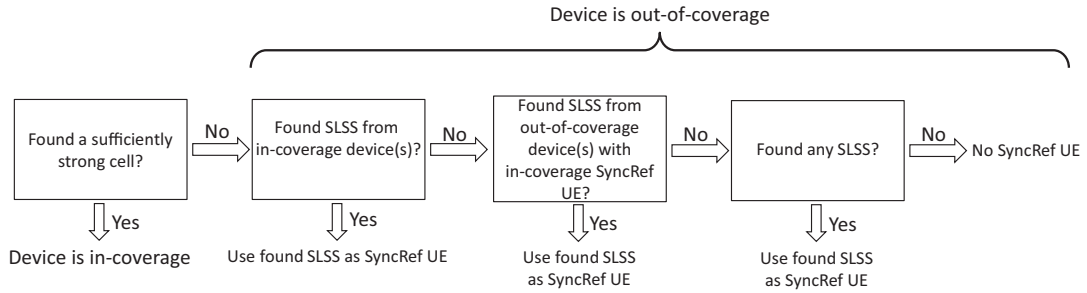 Device is out-of-coverage
Found a sufficiently
strong cell?
No
Found SLSS from
in-coverage device(s)?
No
Found SLSS from
out-of-coverage
device(s) with
in-coverage SyncRef
UE?
No
Found any SLSS?
No
No SyncRef UE
Yes
Device is in-coverage
Yes
Use found SLSS as SyncRef UE
Yes
Use found SLSS
as SyncRef UE
Yes
Use found SLSS
as SyncRef UE